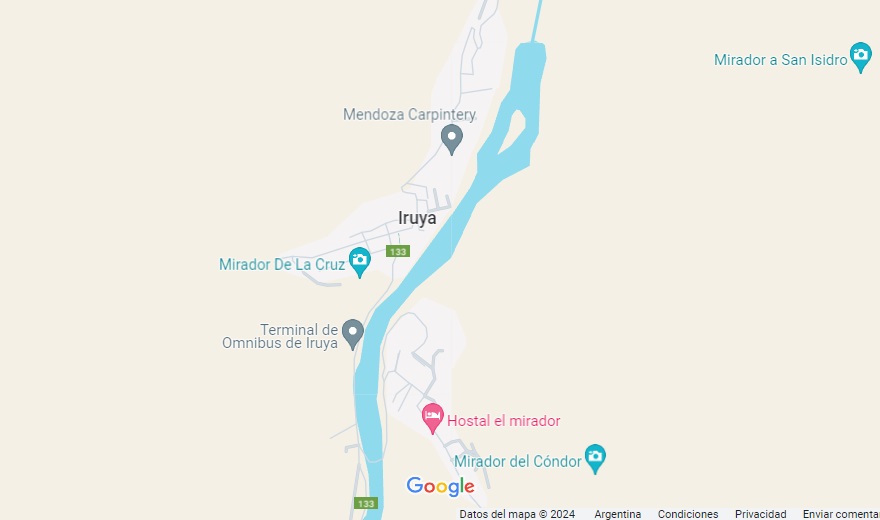 Mirador a San Isidro
Mendoza Carpintery
Iruya
133
Mirador De La Cruz
Terminal de
Omnibus de Iruya
Hostal el mirador
Mirador del Cóndor
Google
133
Datos del mapa © 2024 Argentina Condiciones Privacidad Enviar comenta